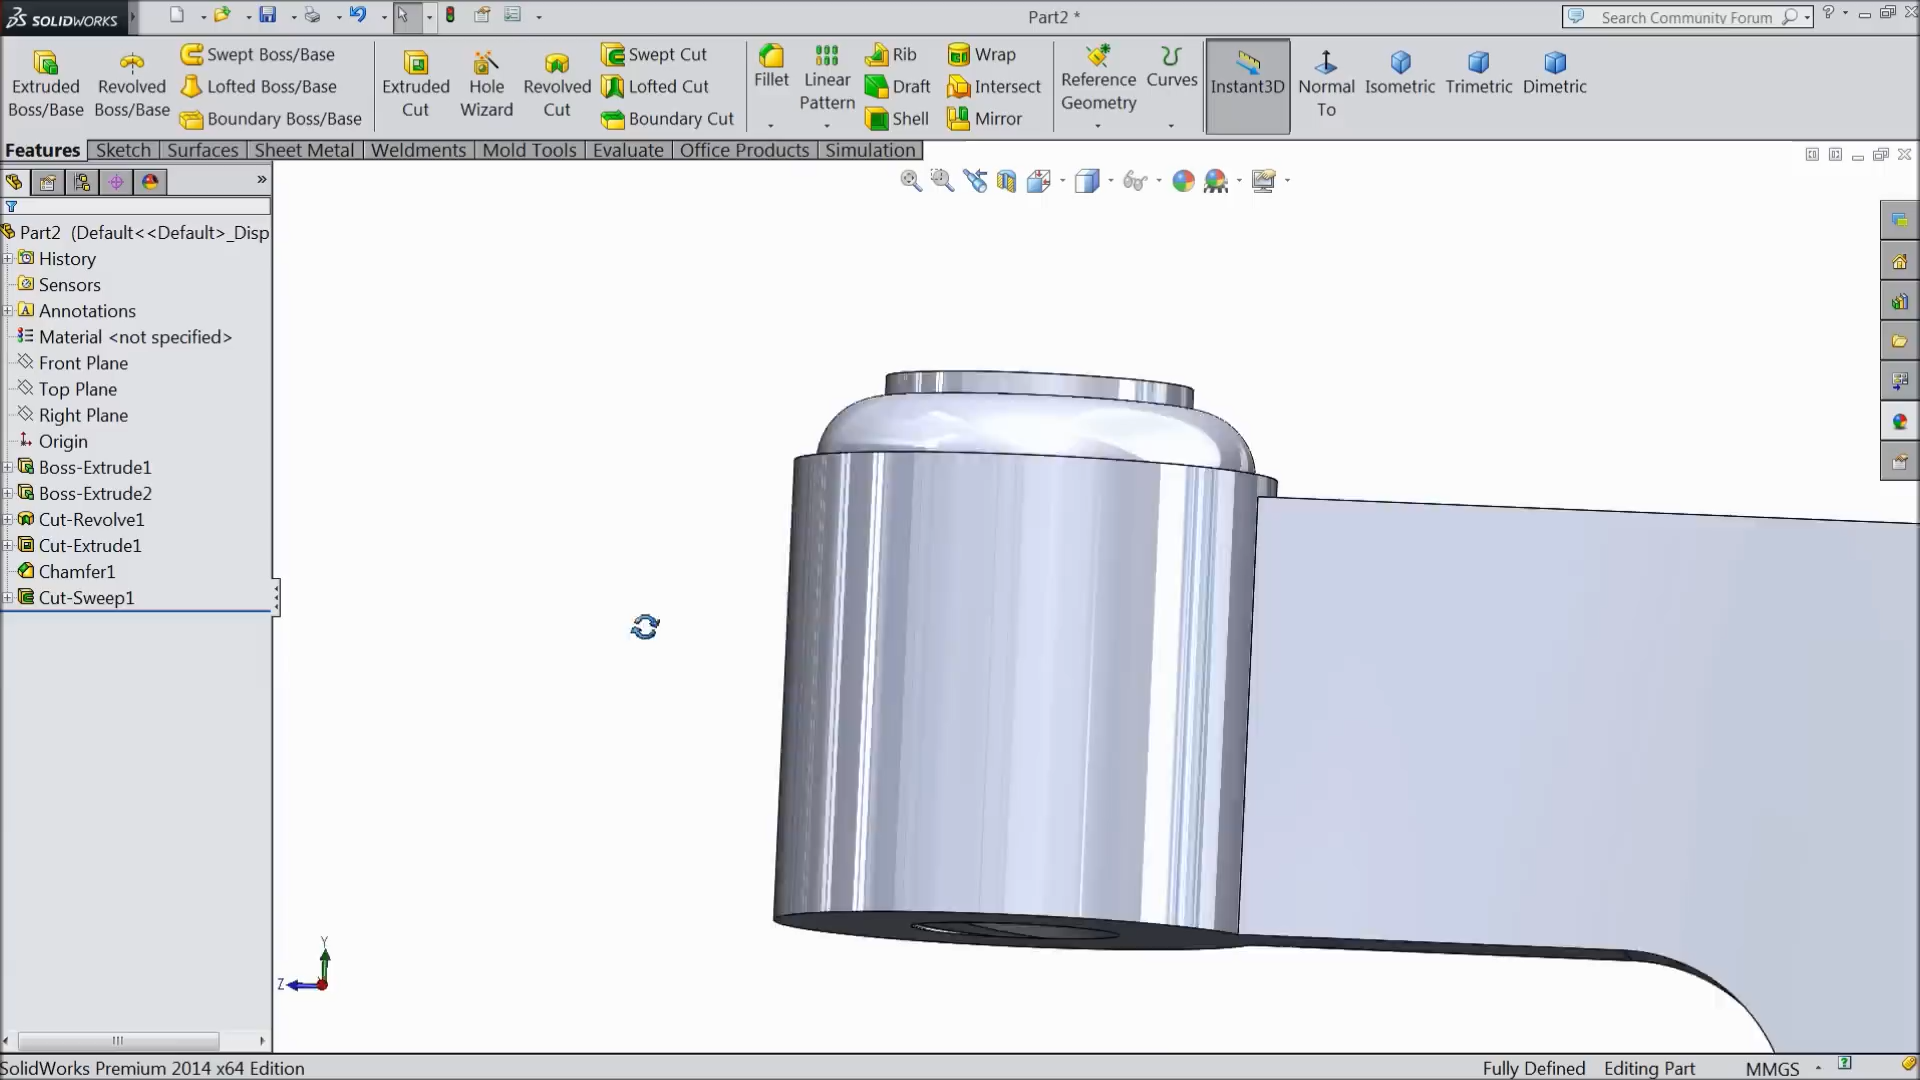 SOLIDWORKS
Part2 *
Search Community Forum
Extruded Boss/Base
Revolved Boss/Base
Swept Boss/Base
Lofted Boss/Base
Boundary Boss/Base
Extruded Cut
Hole Wizard
Revolved Cut
Swept Cut
Lofted Cut
Boundary Cut
Fillet
Linear Pattern
Rib
Draft
Shell
Wrap
Intersect
Mirror
Reference Geometry
Curves
Instant3D
Normal To
Isometric
Trimetric
Dimetric
Features Sketch Surfaces Sheet Metal Weldments Mold Tools Evaluate Office Products Simulation
Part2 (Default<<Default>_Disp
History
Sensors
Annotations
Material <not specified>
Front Plane
Top Plane
Right Plane
Origin
Boss-Extrude1
Boss-Extrude2
Cut-Revolve1
Cut-Extrude1
Chamfer1
Cut-Sweep1
Y
Z
SolidWorks Premium 2014 x64 Edition
Fully Defined Editing Part MMGS